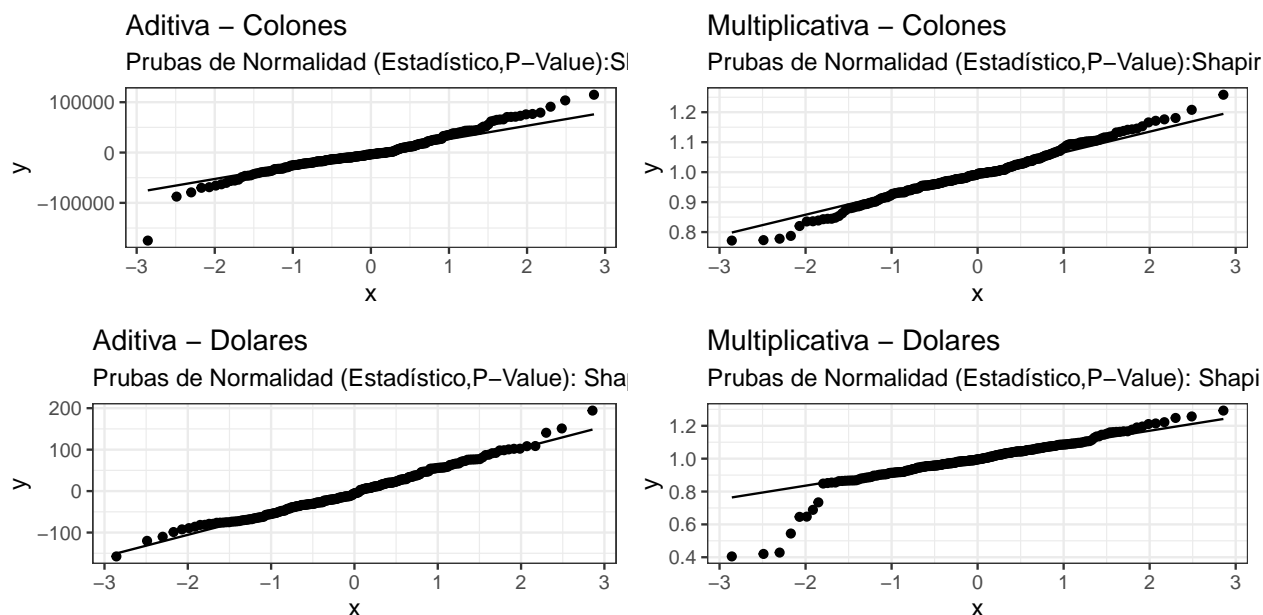 Aditiva − Colones
Prubas de Normalidad (Estadístico,P−Value):Sl
100000
0
−100000
y
−3 −2 −1 0 1 2 3
x
Multiplicativa − Colones
Prubas de Normalidad (Estadístico,P−Value):Shapir
1.2
1.1
1.0
0.9
0.8
y
−3 −2 −1 0 1 2 3
x
Aditiva − Dolares
Prubas de Normalidad (Estadístico,P−Value): Sha
200
100
0
−100
y
−3 −2 −1 0 1 2 3
x
Multiplicativa − Dolares
Prubas de Normalidad (Estadístico,P−Value): Shapi
1.2
1.0
0.8
0.6
0.4
y
−3 −2 −1 0 1 2 3
x